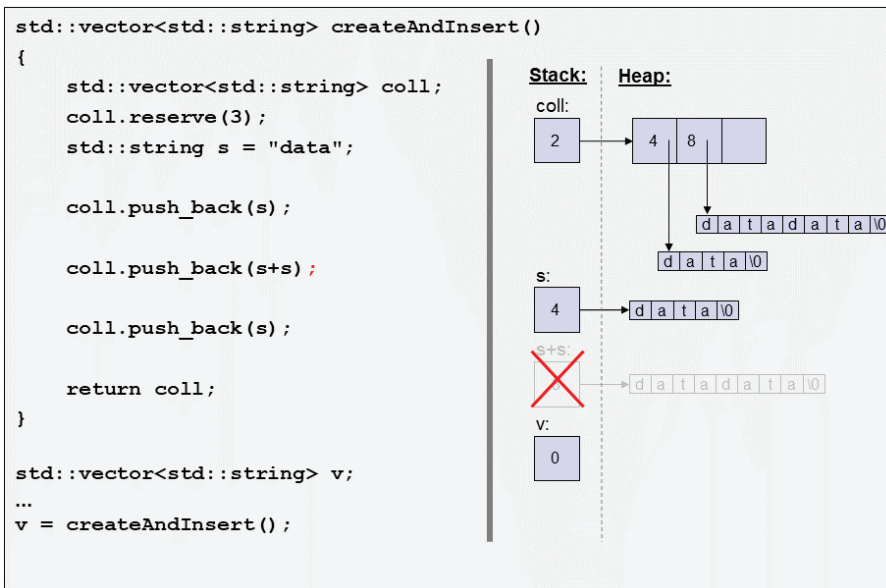 std::vector<std::string> createAndInsert()
{
std::vector<std::string> coll;
coll.reserve(3);
std::string s = "data";
coll.push_back(s);
coll.push_back(s+s);
coll.push_back(s);
return coll;
}
std::vector<std::string> v;
...
v = createAndInsert();
Stack: Heap:
coll:
2 4 8
d a t a d a t a \0
d a t a \0
s:
4 d a t a \0
s+s:
d a t a d a t a \0
v:
0